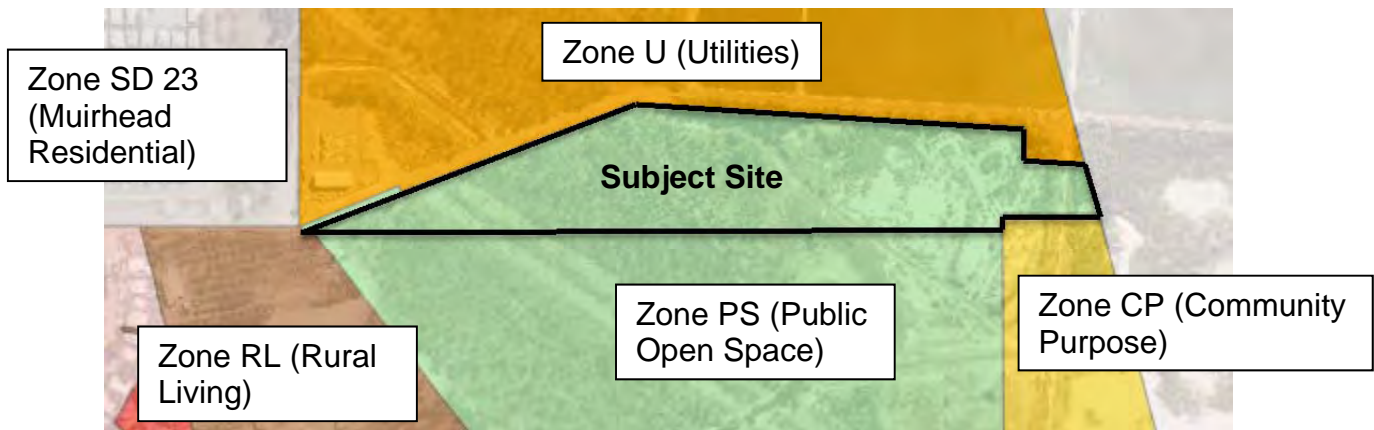 Zone U (Utilities)
Zone SD 23
(Muirhead
Residential)
Subject Site
Zone PS (Public
Open Space)
Zone CP (Community
Purpose)
Zone RL (Rural
Living)